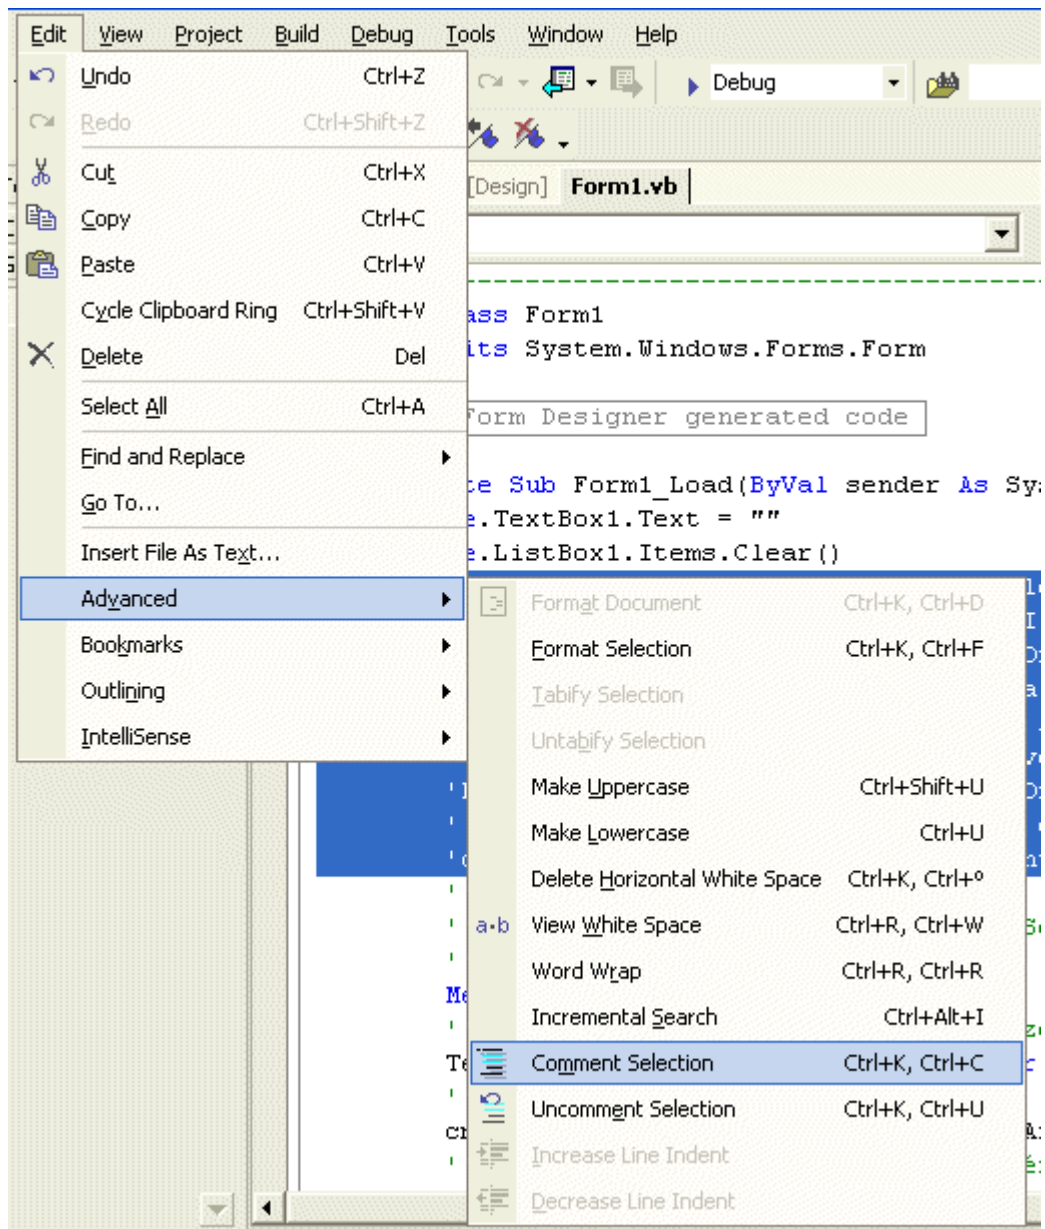 Edit View Project Build Debug Tools Window Help
Undo Ctrl+Z
Debug
Redo Ctrl+Shift+Z
Cut Ctrl+X
[Design] Form1.vb
Copy Ctrl+C
Paste Ctrl+V
Cycle Clipboard Ring Ctrl+Shift+V
ass Form1
its System.Windows.Forms.Form
Delete Del
Select All Ctrl+A
Form Designer generated code
Find and Replace
te Sub Form1_Load(ByVal sender As Sys
Go To...
e.TextBox1.Text = ""
Insert File As Text...
e.ListBox1.Items.Clear()
Advanced
Bookmarks
Outlining
IntelliSense
Format Document Ctrl+K, Ctrl+D
Format Selection Ctrl+K, Ctrl+F
Tabify Selection
Untabify Selection
Make Uppercase Ctrl+Shift+U
Make Lowercase Ctrl+U
Delete Horizontal White Space Ctrl+K, Ctrl+º
a·b View White Space Ctrl+R, Ctrl+W
Word Wrap Ctrl+R, Ctrl+R
Incremental Search Ctrl+Alt+I
Comment Selection Ctrl+K, Ctrl+C
Uncomment Selection Ctrl+K, Ctrl+U
Increase Line Indent
Decrease Line Indent